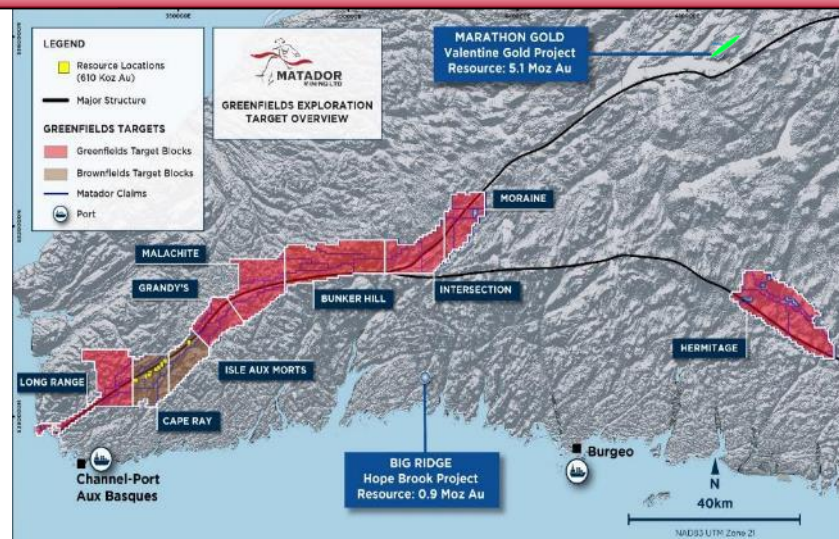 LEGEND
Resource Locations
(610 Koz Au)
Major Structure
GREENFIELDS TARGETS
Greenfields Target Blocks
Brownfields Target Blocks
Matador Claims
Port
MATADOR
MINING LTD
GREENFIELDS EXPLORATION
TARGET OVERVIEW
MARATHON GOLD
Valentine Gold Project
Resource: 5.1 Moz Au
MORAINE
MALACHITE
GRANDY'S
BUNKER HILL
INTERSECTION
HERMITAGE
ISLE AUX MORTS
LONG RANGE
CAPE RAY
Channel-Port
Aux Basques
BIG RIDGE
Hope Brook Project
Resource: 0.9 Moz Au
Burgeo
N
40km
NAD83 UTM Zone 21